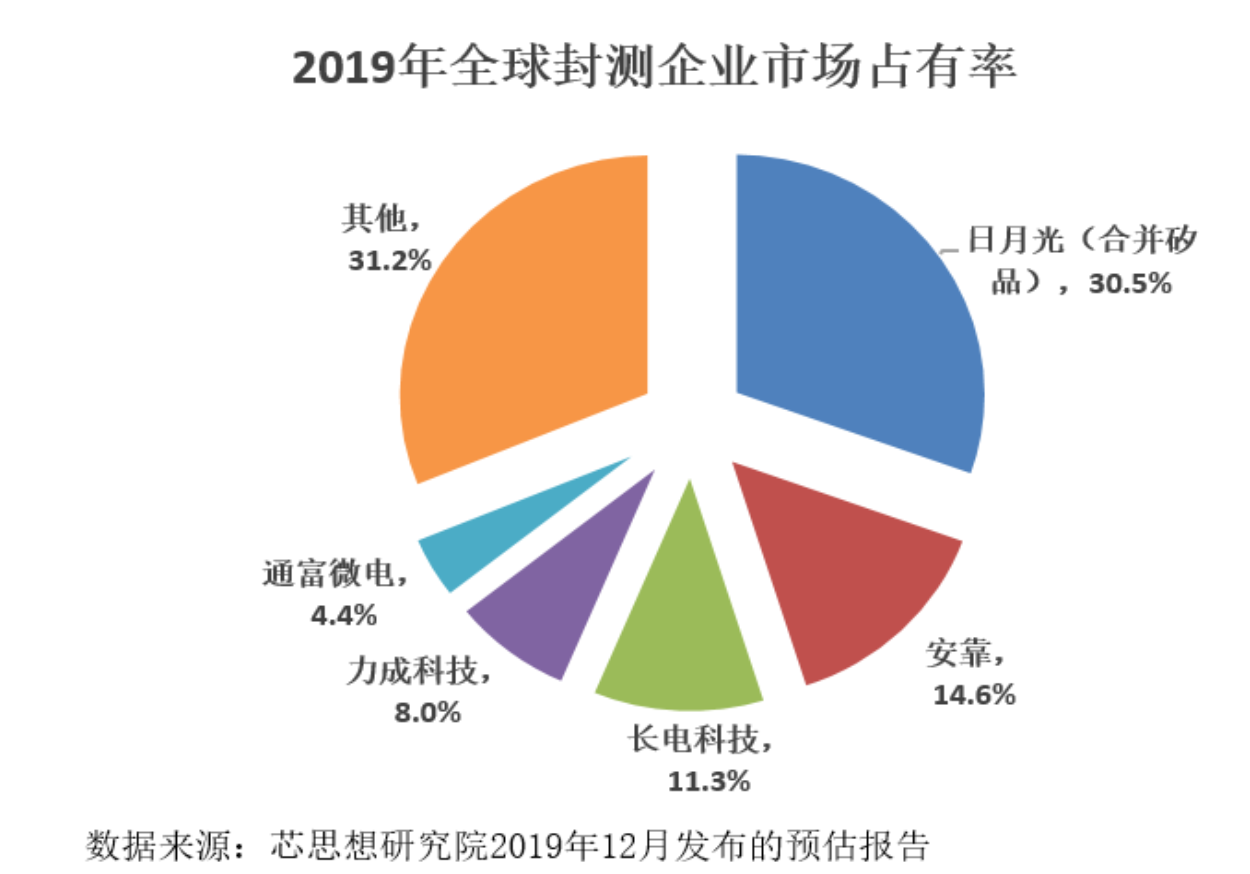 2019年全球封测企业市场占有率
其他，
31.2%
日月光（合并矽
品），30.5%
通富微电，
4.4%
力成科技，
8.0%
长电科技，
11.3%
安靠，
14.6%
数据来源：芯思想研究院2019年12月发布的预估报告